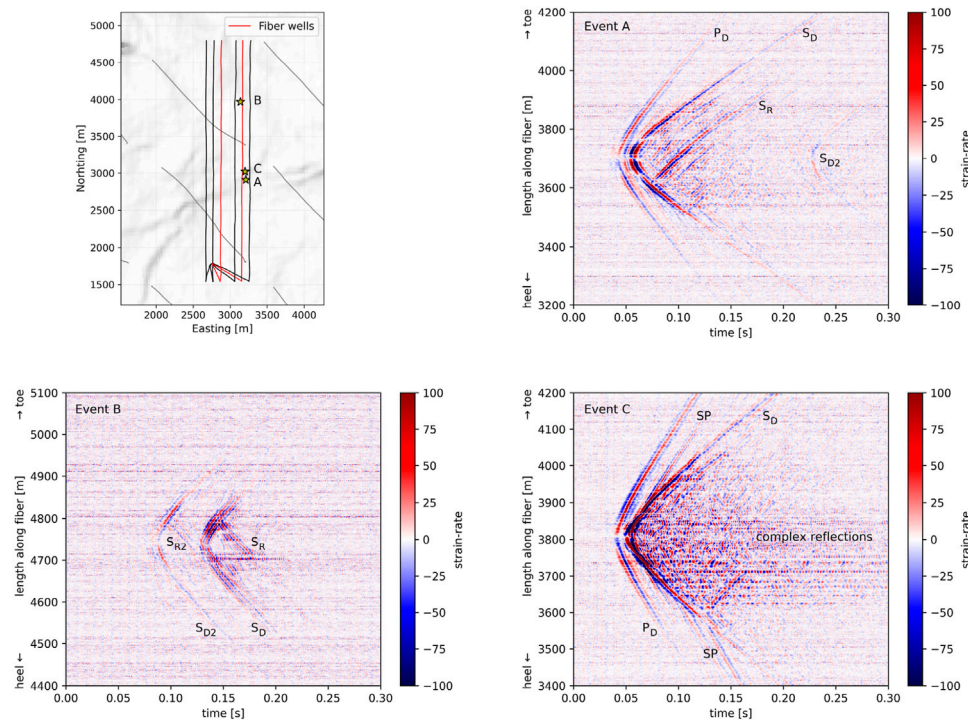 Fiber wells
5000
4500
4000
3500
3000
2500
2000
1500
Norhting [m]
B
C
A
2000
2500
3000
3500
4000
Easting [m]
Event A
P_D
S_D
S_R
S_D2
4200
4000
3800
3600
3400
3200
→ toe
length along fiber [m]
heel ←
0.00
0.05
0.10
0.15
0.20
0.25
0.30
time [s]
100
75
50
25
0
−25
−50
−75
−100
strain-rate
Event B
S_R2
S_R
S_D2
S_D
5100
5000
4900
4800
4700
4600
4500
4400
→ toe
length along fiber [m]
heel ←
0.00
0.05
0.10
0.15
0.20
0.25
0.30
time [s]
100
75
50
25
0
−25
−50
−75
−100
strain-rate
Event C
SP
S_D
complex reflections
P_D
SP
4200
4100
4000
3900
3800
3700
3600
3500
3400
→ toe
length along fiber [m]
heel ←
0.00
0.05
0.10
0.15
0.20
0.25
0.30
time [s]
100
75
50
25
0
−25
−50
−75
−100
strain-rate